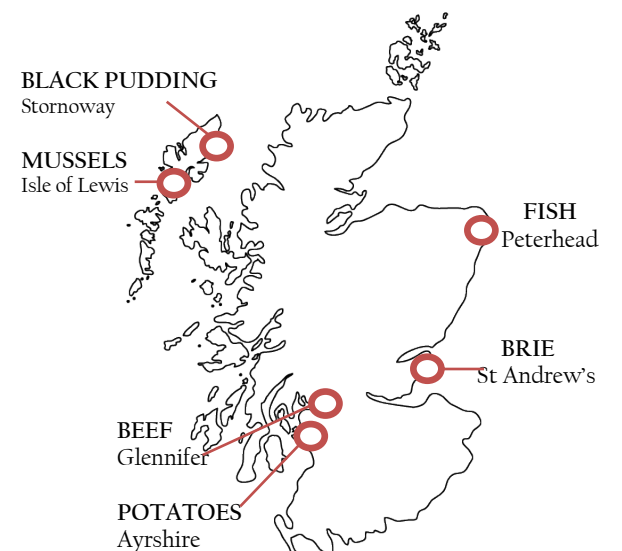 BLACK PUDDING
Stornoway
MUSSELS
Isle of Lewis
FISH
Peterhead
BRIE
St Andrew's
BEEF
Glennifer
POTATOES
Ayrshire